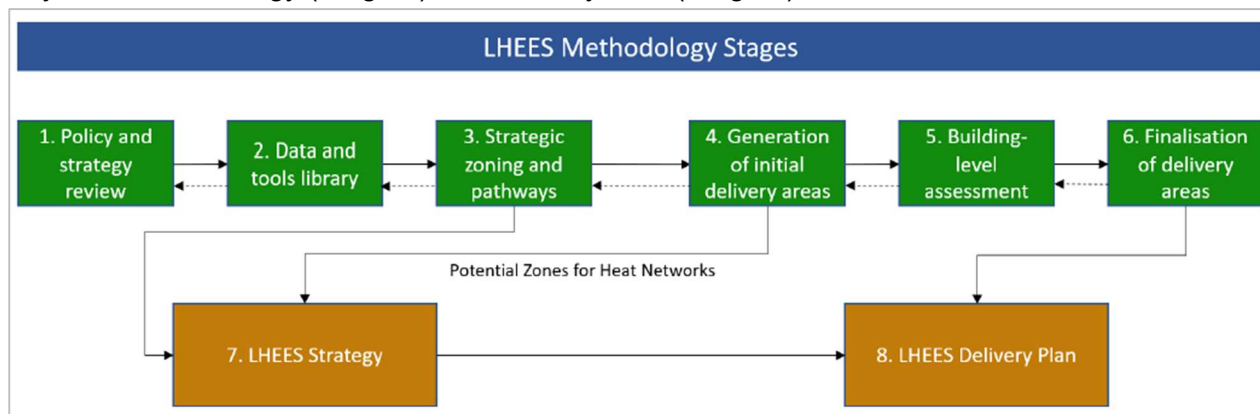 LHEES Methodology Stages
1. Policy and
strategy
review
2. Data and
tools library
3. Strategic
zoning and
pathways
4. Generation
of initial
delivery areas
5. Building-
level
assessment
6. Finalisation
of delivery
areas
Potential Zones for Heat Networks
7. LHEES Strategy
8. LHEES Delivery Plan